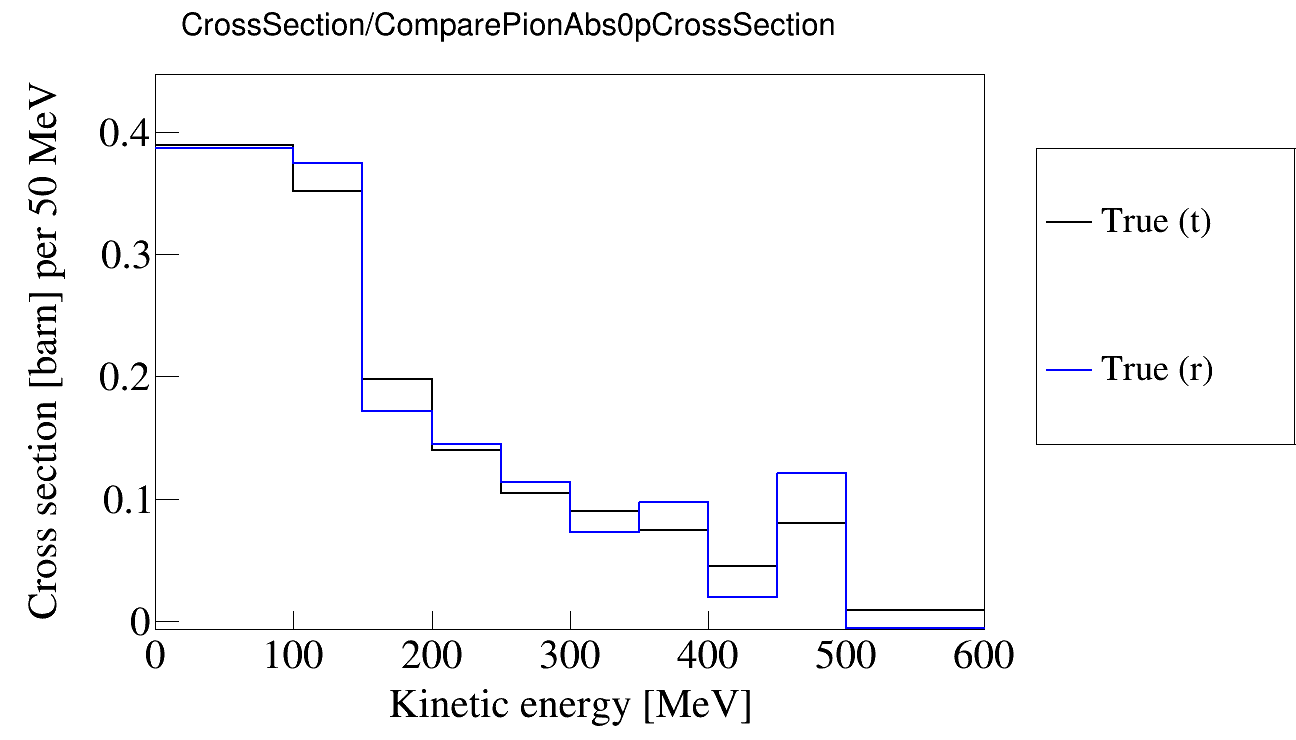 CrossSection/ComparePionAbs0pCrossSection
Cross section [barn] per 50 MeV
0.4
0.3
0.2
0.1
0
0 100 200 300 400 500 600
Kinetic energy [MeV]
True (t)
True (r)